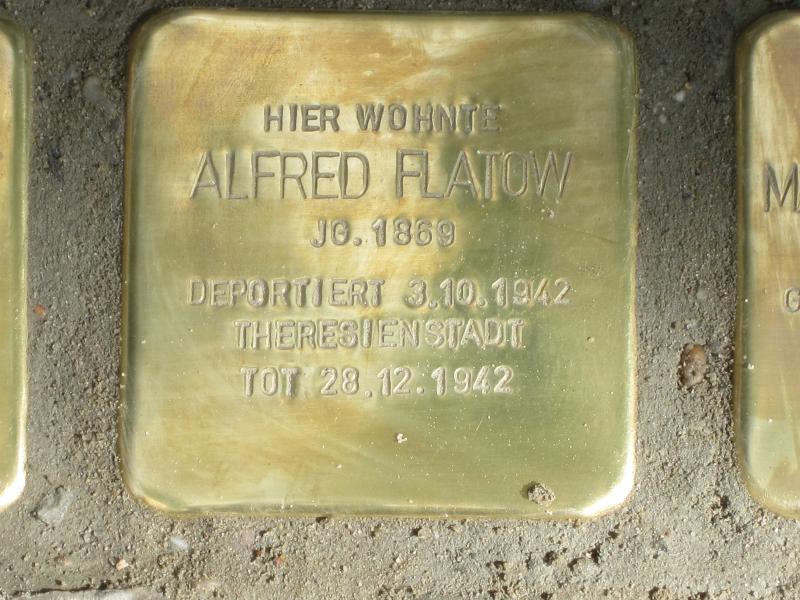 HIER WOHNTE
ALFRED FLATOW
JG. 1869
DEPORTIERT 3.10.1942
THERESIENSTADT
TOT 28.12.1942